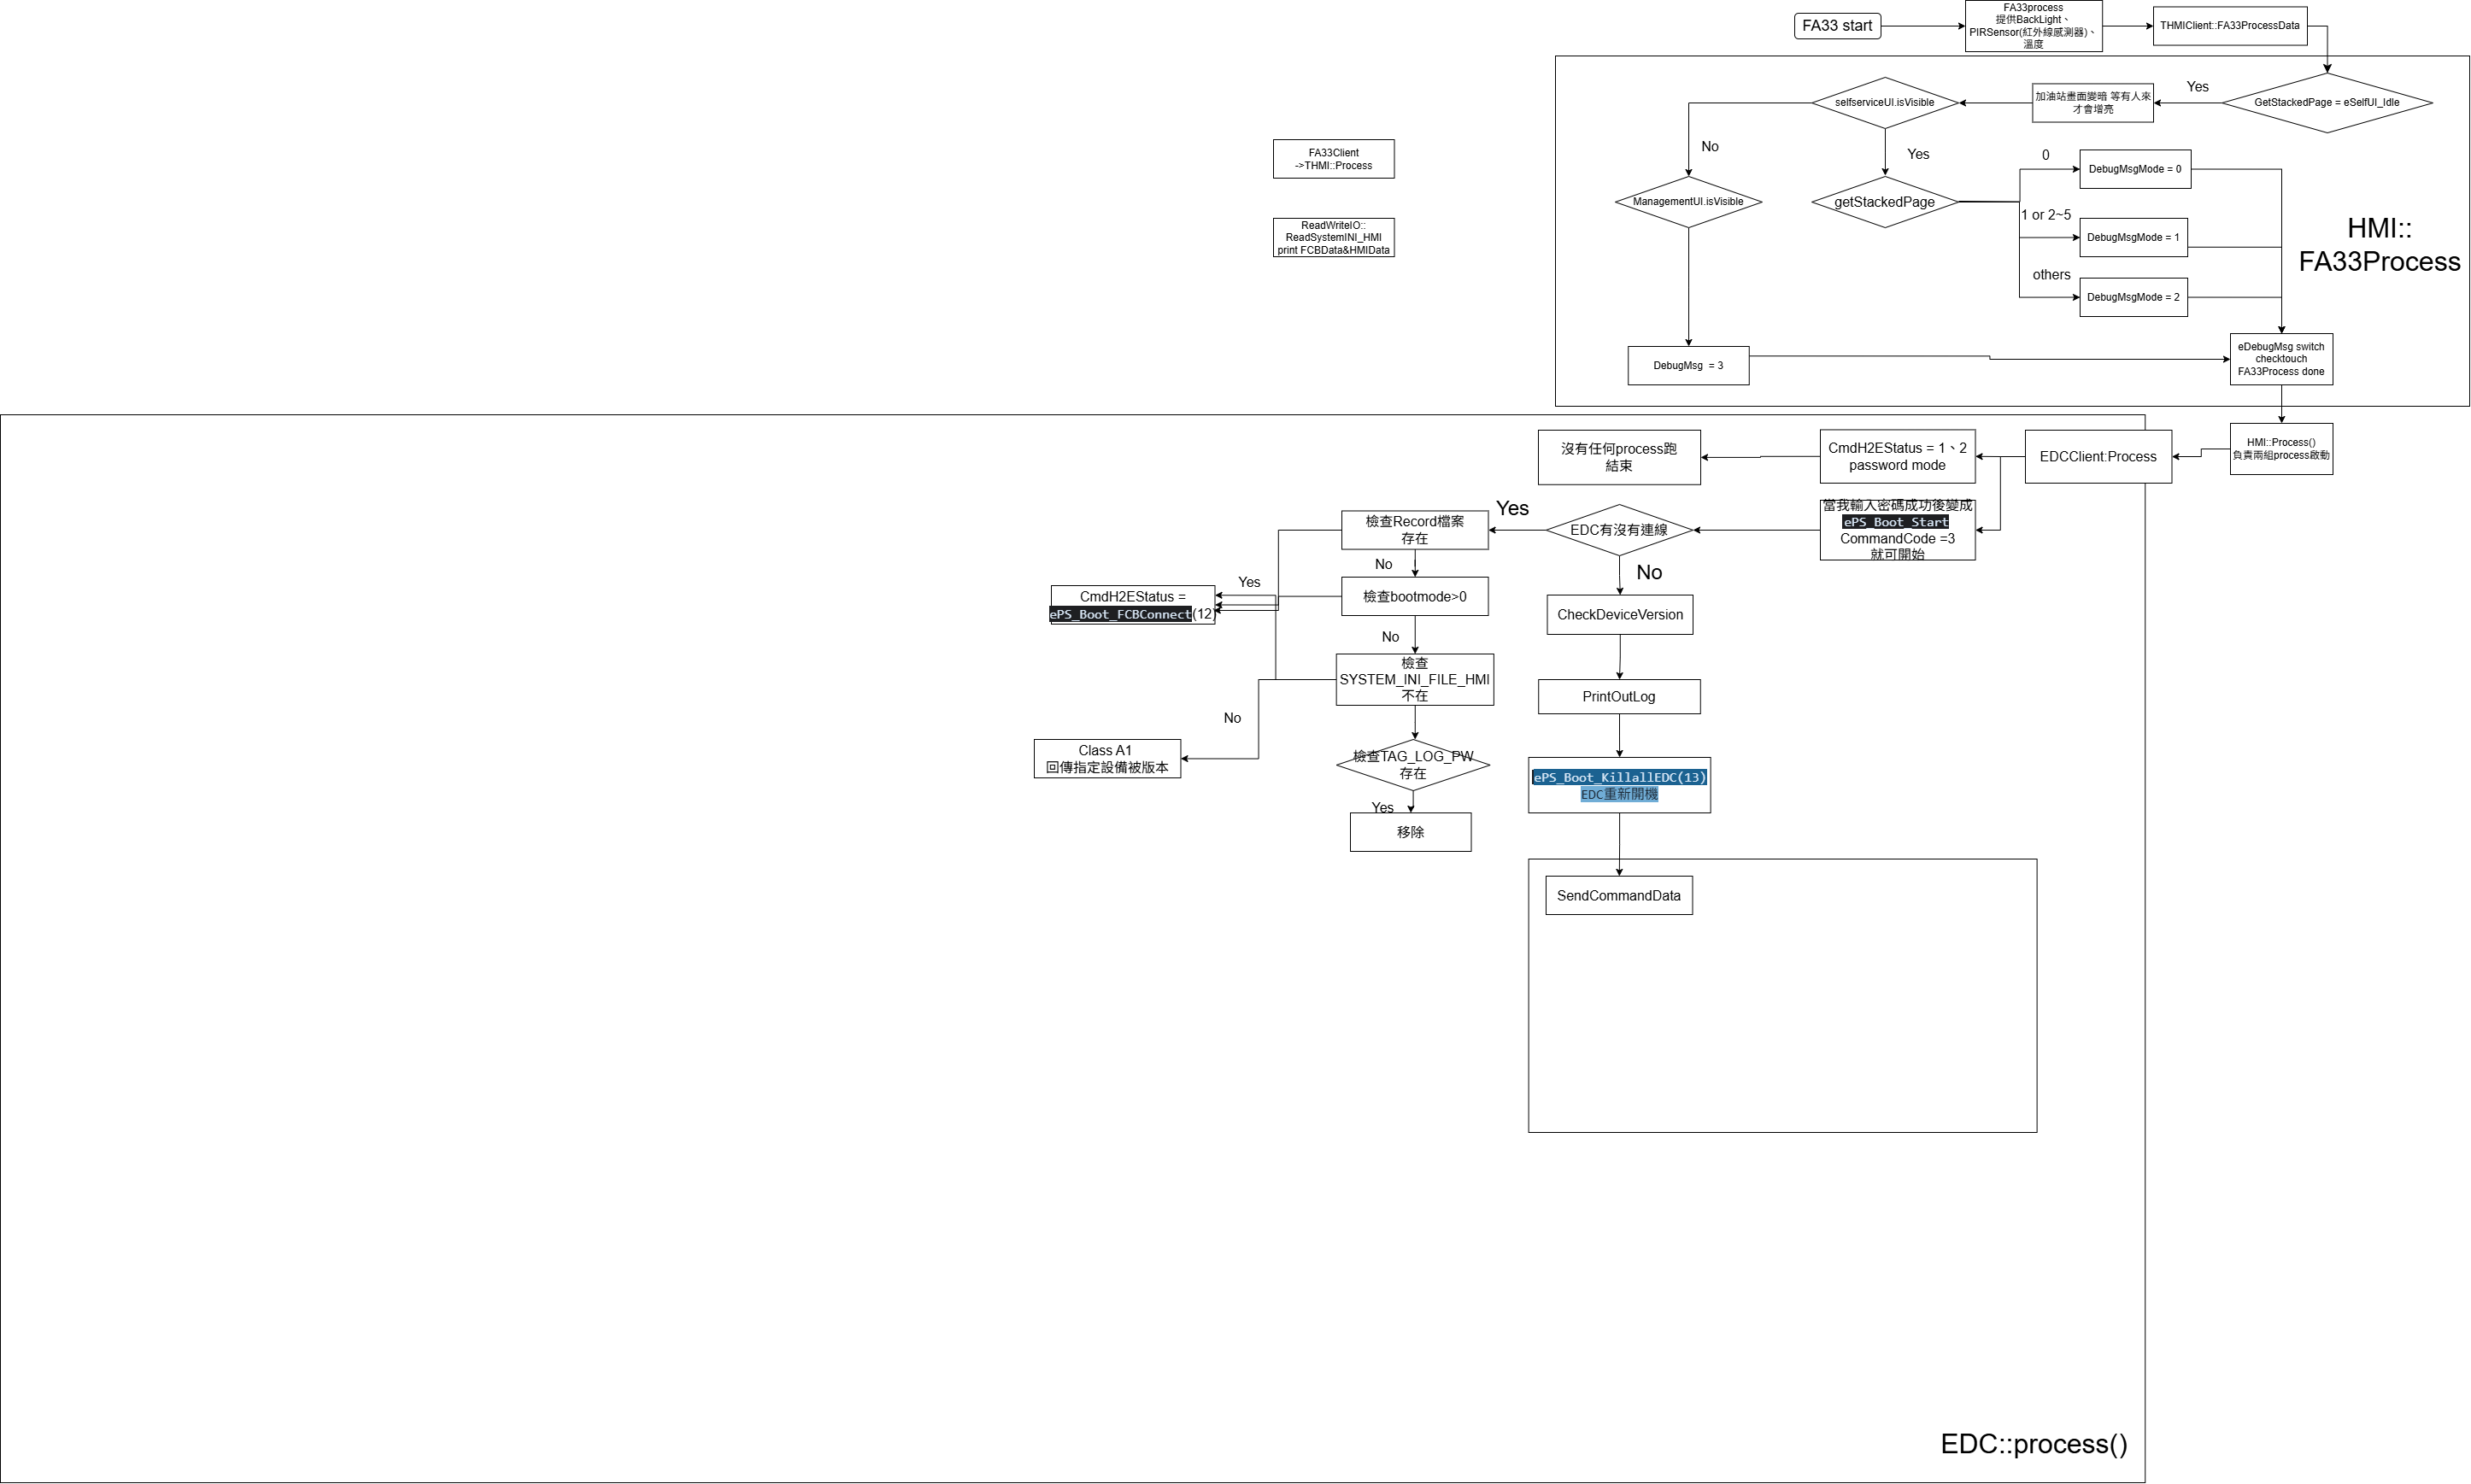 FA33 start
FA33process
提供BackLight、
PIRSensor(紅外線感測器)、
溫度
THMIClient::FA33ProcessData
GetStackedPage = eSelfUI_Idle
Yes
加油站畫面變暗 等有人來
才會增亮
selfserviceUI.isVisible
No
Yes
ManagementUI.isVisible
getStackedPage
0
DebugMsgMode = 0
1 or 2~5
DebugMsgMode = 1
others
DebugMsgMode = 2
HMI::
FA33Process
DebugMsg = 3
eDebugMsg switch
checktouch
FA33Process done
FA33Client
->THMI::Process
ReadWriteIO::
ReadSystemINI_HMI
print FCBData&HMIData
HMI::Process()
負責兩組process啟動
EDCClient:Process
CmdH2EStatus = 1、2
password mode
沒有任何process跑
結束
當我輸入密碼成功後變成
ePS_Boot_Start
CommandCode =3
就可開始
EDC有沒有連線
Yes
No
檢查Record檔案
存在
No
檢查bootmode>0
Yes
CmdH2EStatus =
ePS_Boot_FCBConnect(12)
No
檢查
SYSTEM_INI_FILE_HMI
不在
No
Class A1
回傳指定設備被版本
檢查TAG_LOG_PW
存在
Yes
移除
CheckDeviceVersion
PrintOutLog
ePS_Boot_KillallEDC(13)
EDC重新開機
SendCommandData
EDC::process()